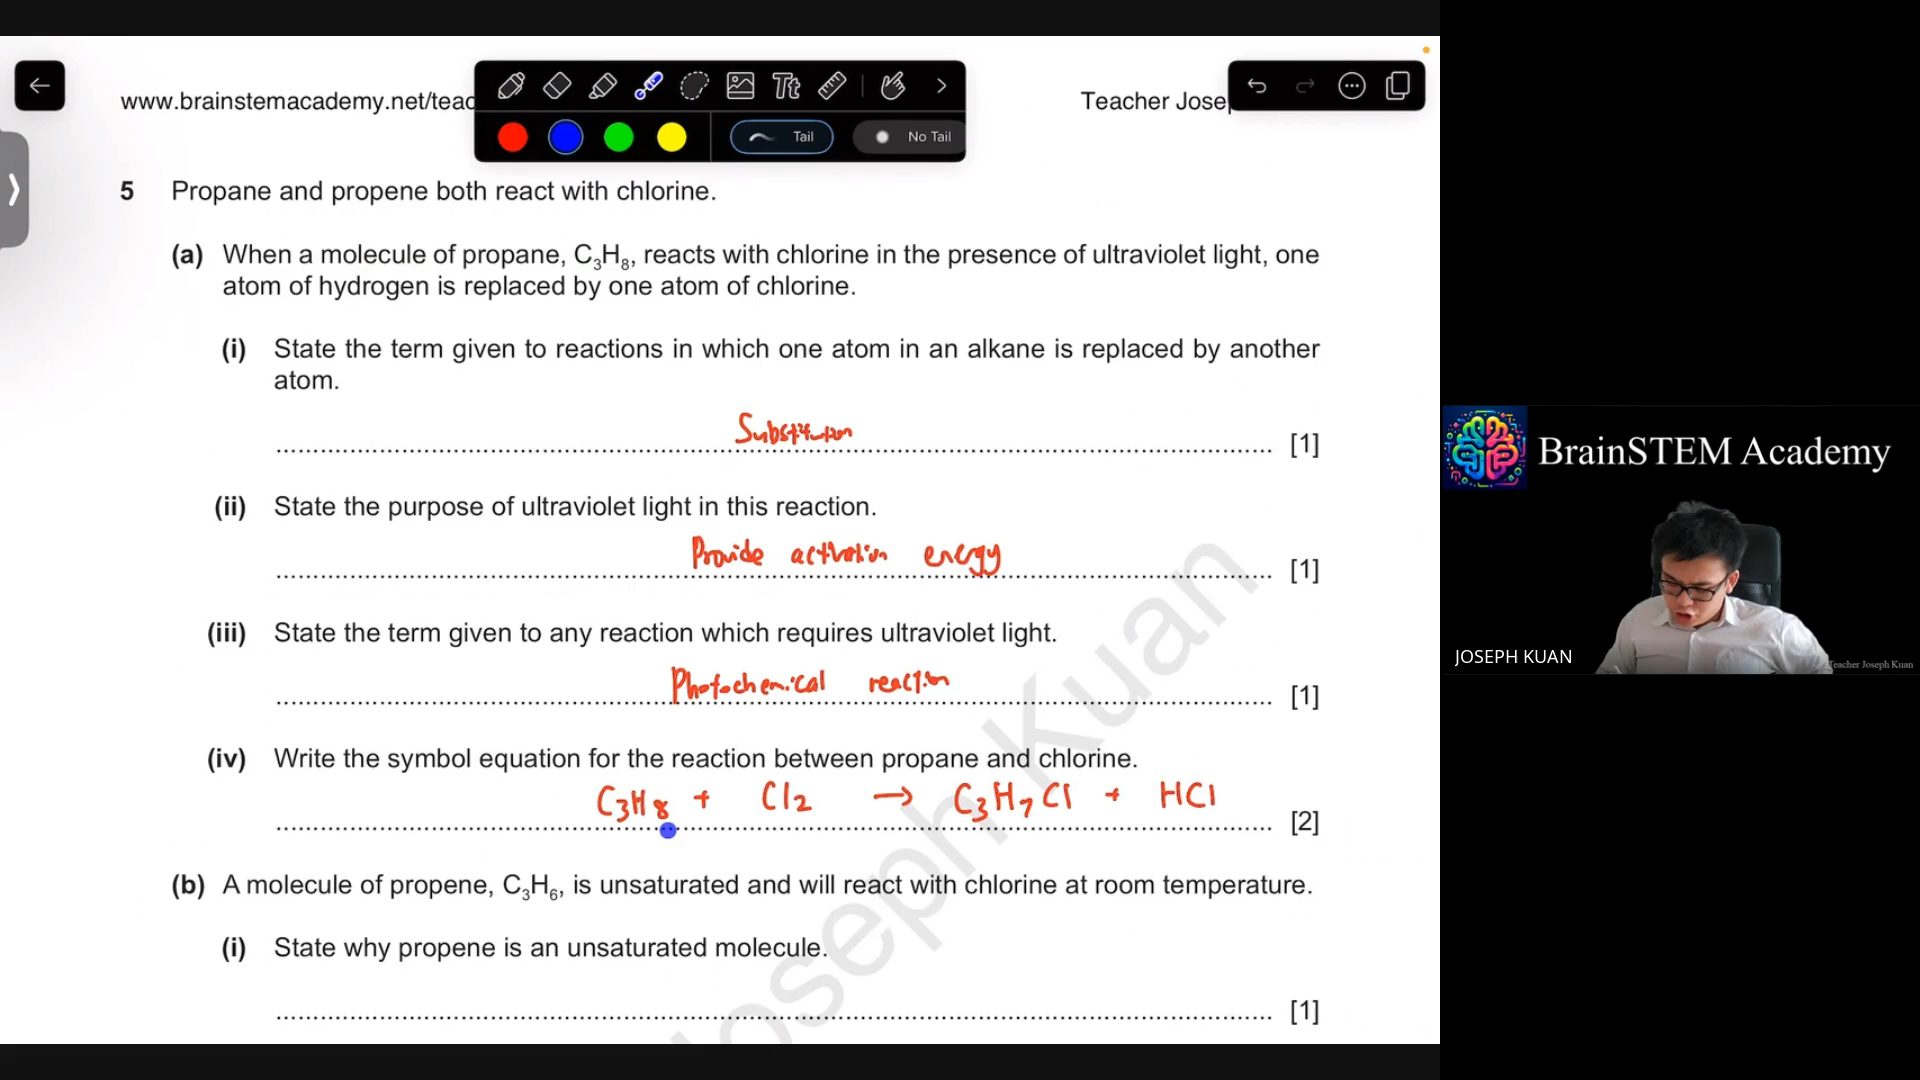 www.brainstemacademy.net/teac
Teacher Jose
Tt
Tail
No Tail
5 Propane and propene both react with chlorine.
(a) When a molecule of propane, C₃H₈, reacts with chlorine in the presence of ultraviolet light, one
atom of hydrogen is replaced by one atom of chlorine.
(i) State the term given to reactions in which one atom in an alkane is replaced by another
atom.
Substitution
[1]
(ii) State the purpose of ultraviolet light in this reaction.
Provide activation energy
[1]
(iii) State the term given to any reaction which requires ultraviolet light.
Photochemical reaction
[1]
(iv) Write the symbol equation for the reaction between propane and chlorine.
C₃H₈ + Cl₂ → C₃H₇Cl + HCl
[2]
(b) A molecule of propene, C₃H₆, is unsaturated and will react with chlorine at room temperature.
(i) State why propene is an unsaturated molecule.
[1]
Joseph Kuan
BrainSTEM Academy
JOSEPH KUAN
Teacher Joseph Kuan